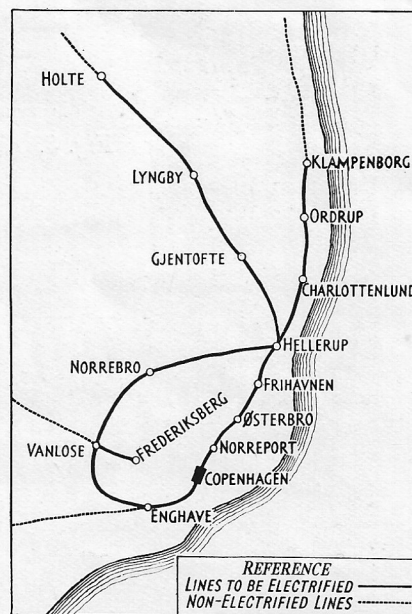 HOLTE
KLAMPENBORG
LYNGBY
ORDRUP
GJENTOFTE
CHARLOTTENLUND
HELLERUP
NORREBRO
FRIHAVNEN
FREDERIKSBERG
ØSTERBRO
VANLOSE
NORREPORT
COPENHAGEN
ENGHAVE
REFERENCE
LINES TO BE ELECTRIFIED
NON-ELECTRIFIED LINES